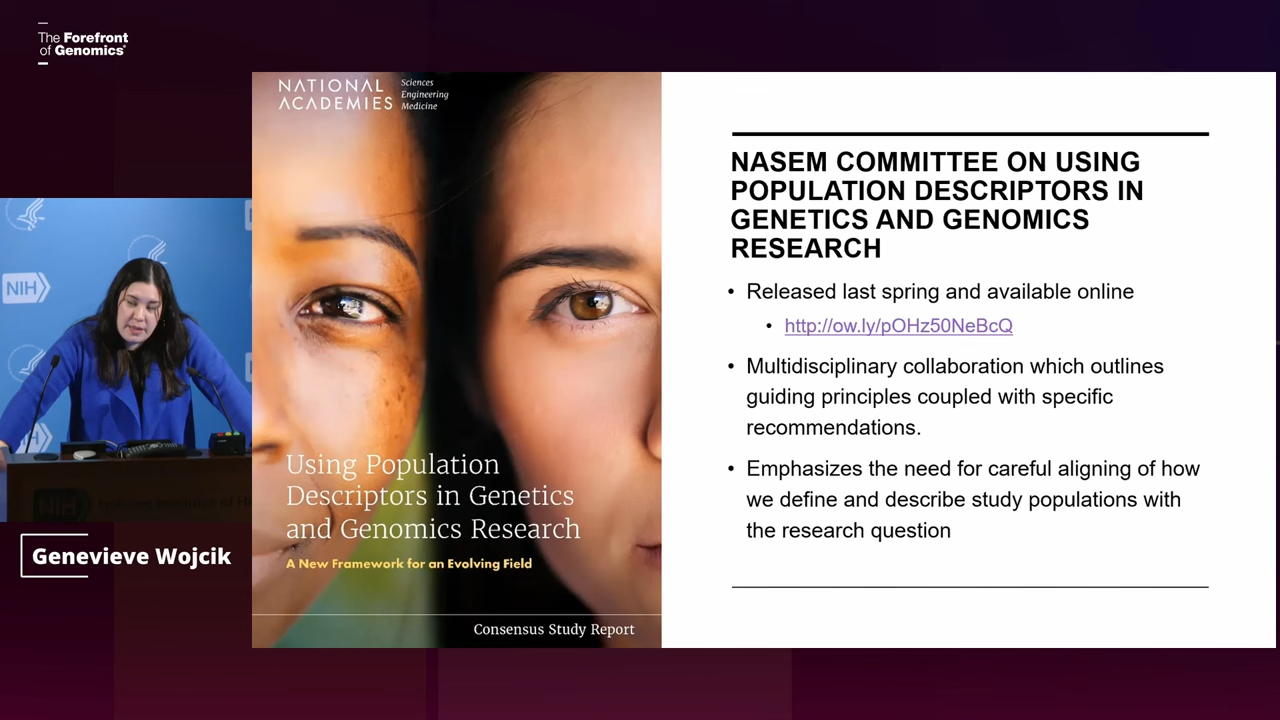 The Forefront
of Genomics®
NATIONAL
ACADEMIES
Sciences
Engineering
Medicine
Using Population
Descriptors in Genetics
and Genomics Research
A New Framework for an Evolving Field
Consensus Study Report
NASEM COMMITTEE ON USING
POPULATION DESCRIPTORS IN
GENETICS AND GENOMICS
RESEARCH
• Released last spring and available online
• http://ow.ly/pOHz50NeBcQ
• Multidisciplinary collaboration which outlines
guiding principles coupled with specific
recommendations.
• Emphasizes the need for careful aligning of how
we define and describe study populations with
the research question
NIH
NIH
Genevieve Wojcik